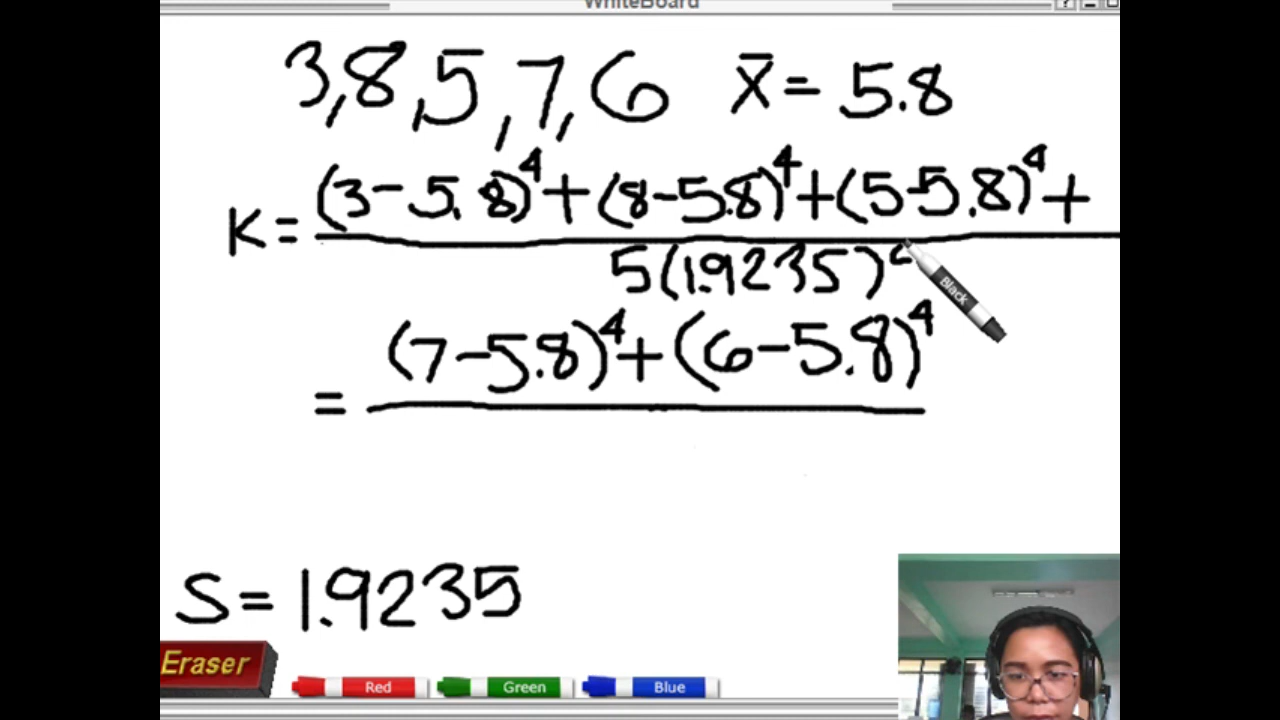 WhiteBoard
3,8,5,7,6 x̄ = 5.8
K = (3-5.8)⁴+(8-5.8)⁴+(5-5.8)⁴+
5(1.9235)
(7-5.8)⁴+(6-5.8)⁴
=
S = 1.9235
Eraser Red Green Blue
Black